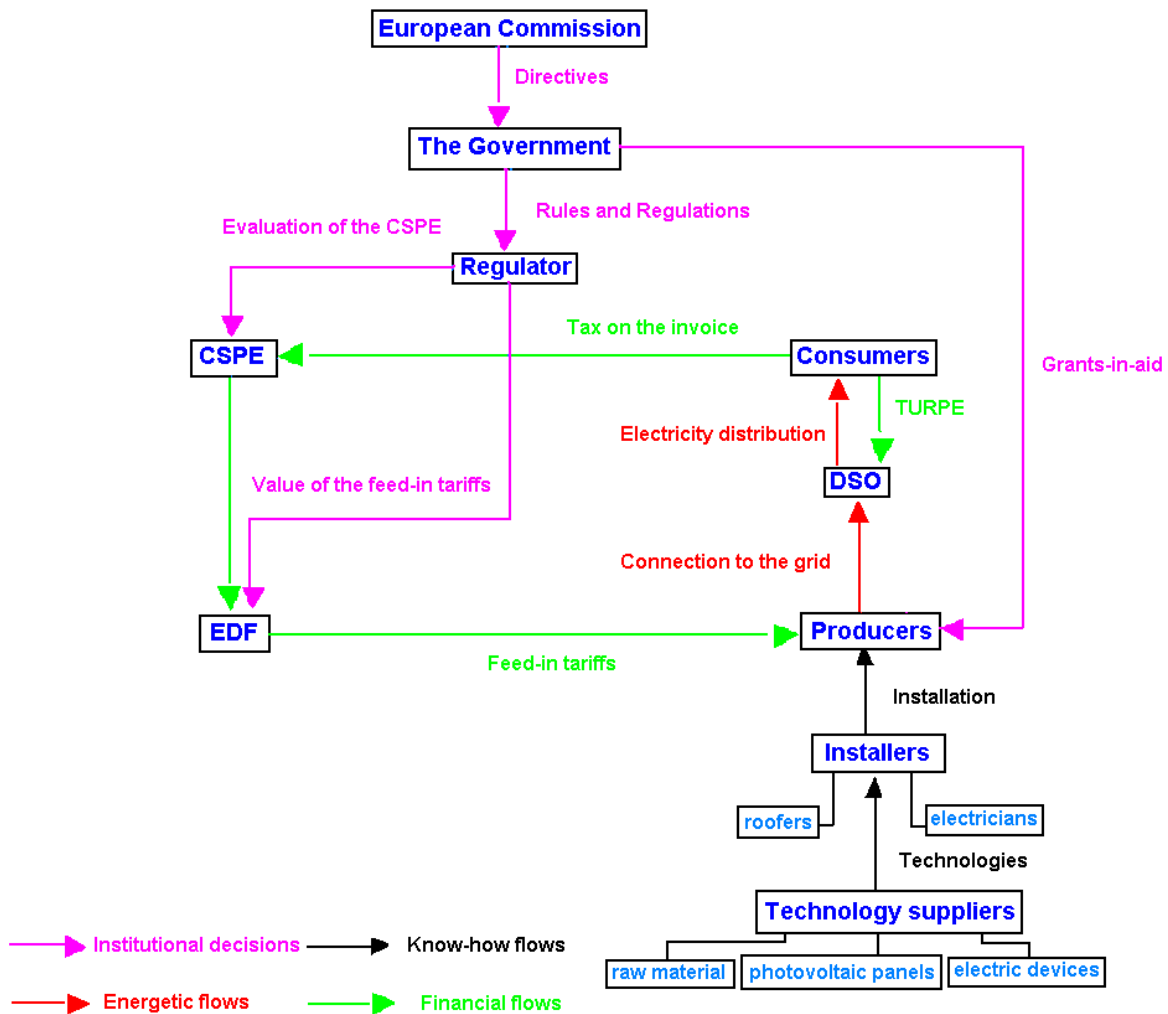 European Commission
Directives
The Government
Rules and Regulations
Evaluation of the CSPE
Regulator
Tax on the invoice
CSPE
Consumers
Grants-in-aid
TURPE
Electricity distribution
DSO
Value of the feed-in tariffs
Connection to the grid
EDF
Producers
Feed-in tariffs
Installation
Installers
roofers
electricians
Technologies
Technology suppliers
raw material
photovoltaic panels
electric devices
Institutional decisions
Know-how flows
Energetic flows
Financial flows